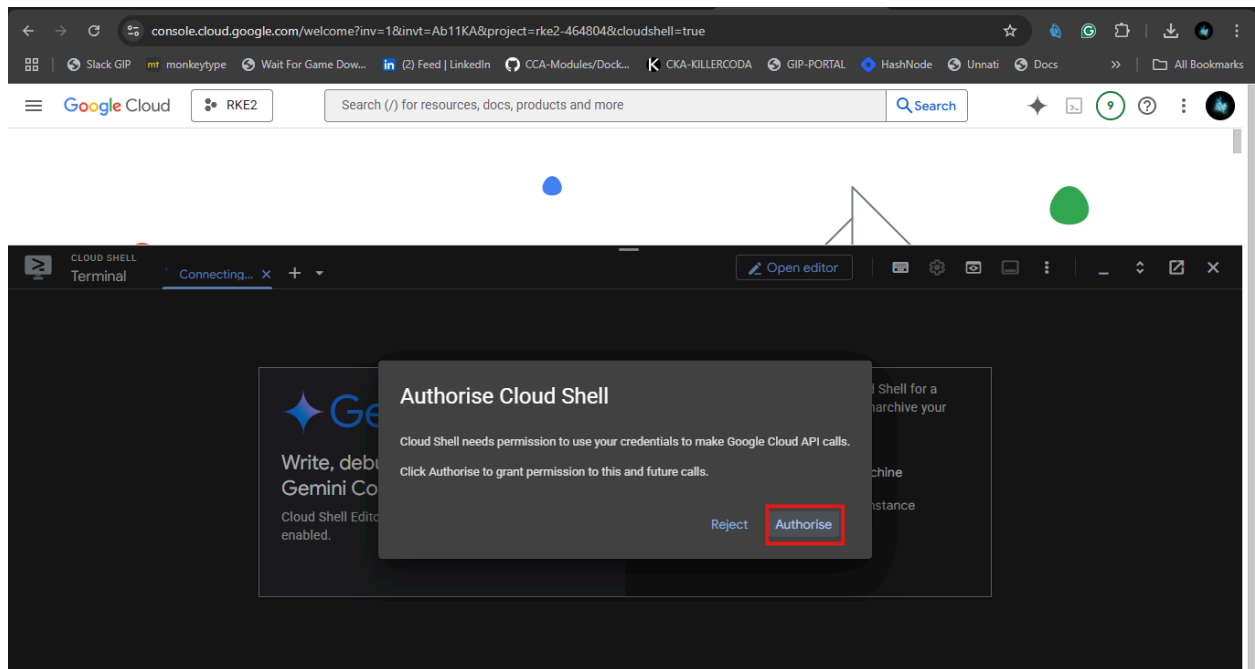 console.cloud.google.com/welcome?inv=1&invt=Ab11KA&project=rke2-464804&cloudshell=true
Slack GIP mt monkeytype Wait For Game Dow... in (2) Feed | LinkedIn CCA-Modules/Dock... K CKA-KILLERCODA GIP-PORTAL HashNode Unnati Docs » All Bookmarks
Google Cloud RKE2 Search (/) for resources, docs, products and more Search 9
CLOUD SHELL
Terminal Connecting... Open editor
Authorise Cloud Shell
Cloud Shell needs permission to use your credentials to make Google Cloud API calls.
Click Authorise to grant permission to this and future calls.
Reject Authorise
Ge
Write, debu
Gemini Co
Cloud Shell Edito
enabled.
Shell for a
narchive your
chine
nstance